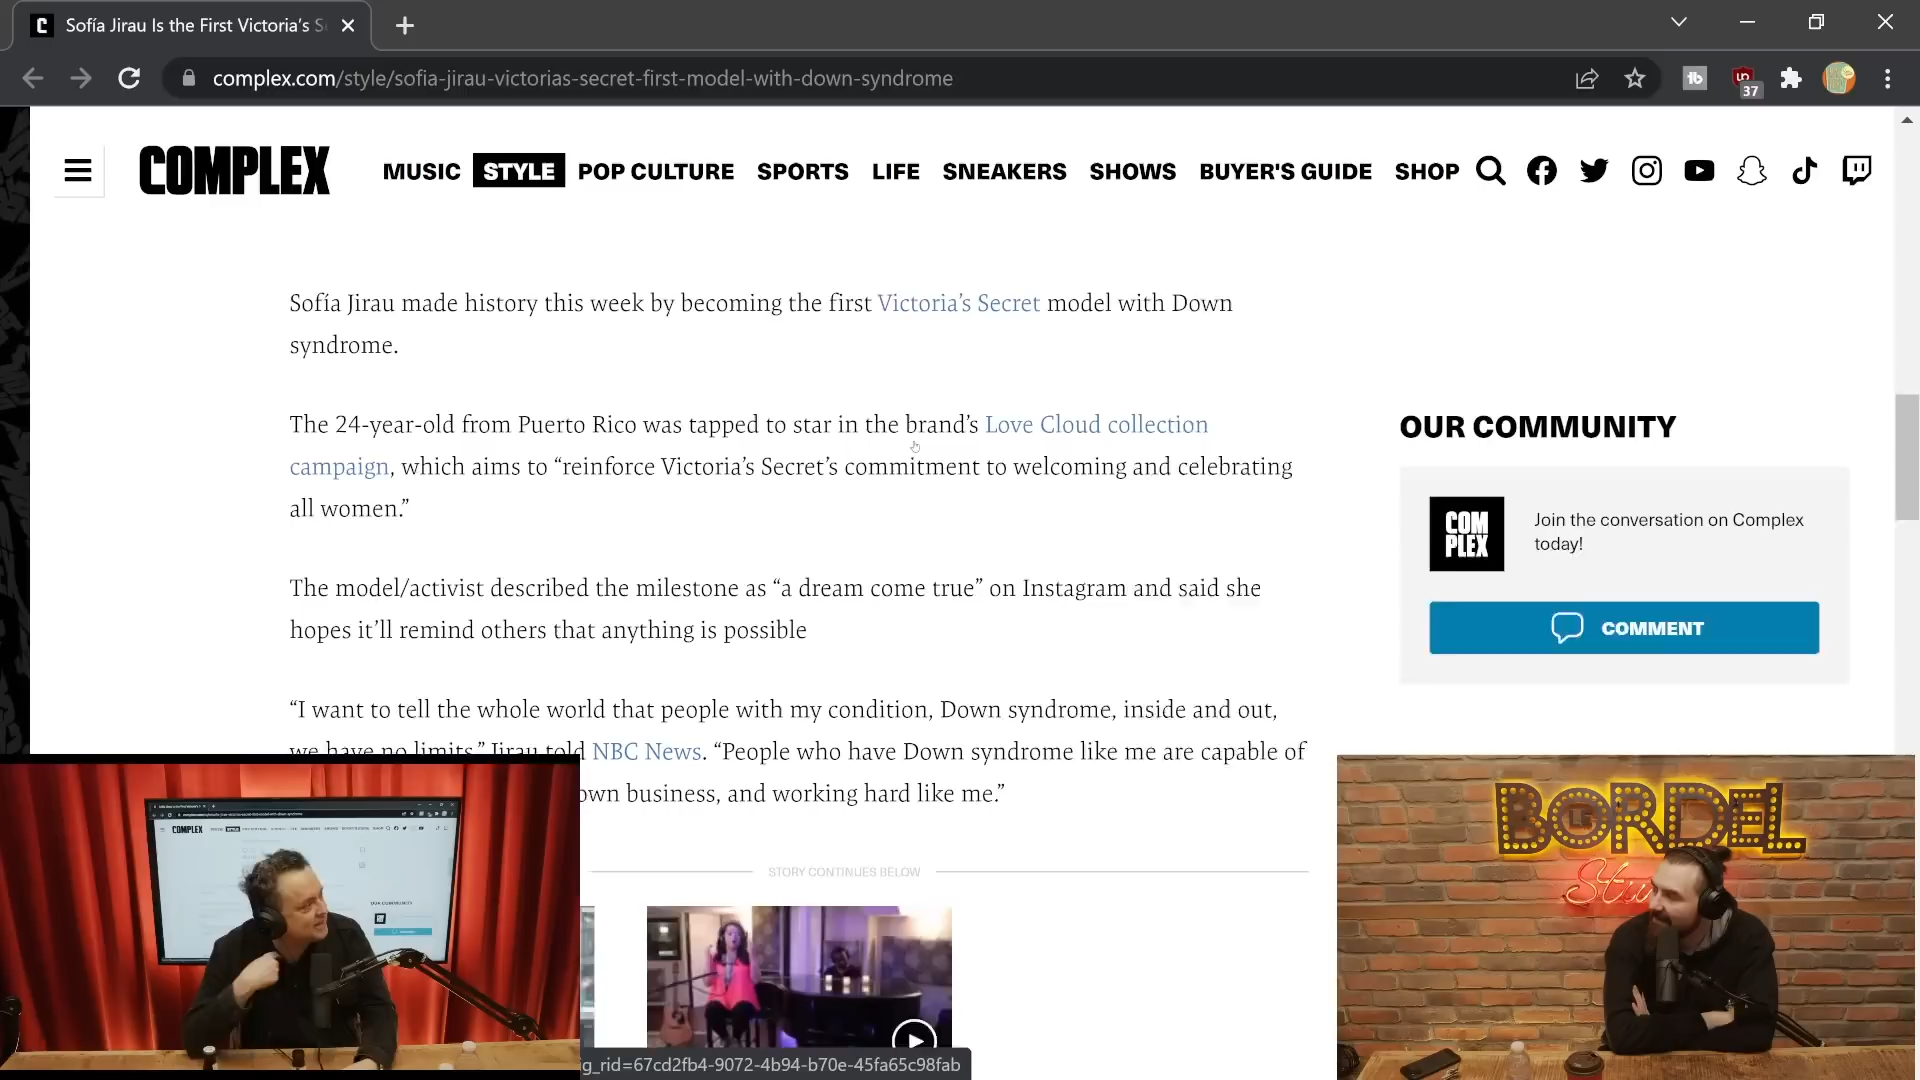 Sofía Jirau Is the First Victoria's S
complex.com/style/sofia-jirau-victorias-secret-first-model-with-down-syndrome
37
COMPLEX
MUSIC STYLE POP CULTURE SPORTS LIFE SNEAKERS SHOWS BUYER'S GUIDE SHOP
Sofía Jirau made history this week by becoming the first Victoria’s Secret model with Down
syndrome.
The 24-year-old from Puerto Rico was tapped to star in the brand’s Love Cloud collection
campaign, which aims to “reinforce Victoria’s Secret’s commitment to welcoming and celebrating
all women.”
The model/activist described the milestone as “a dream come true” on Instagram and said she
hopes it’ll remind others that anything is possible
“I want to tell the whole world that people with my condition, Down syndrome, inside and out,
we have no limits,” Jirau told NBC News. “People who have Down syndrome like me are capable of
own business, and working hard like me.”
STORY CONTINUES BELOW
OUR COMMUNITY
COM
PLEX
Join the conversation on Complex
today!
COMMENT
COMPLEX
BORDEL
g_rid=67cd2fb4-9072-4b94-b70e-45fa65c98fab